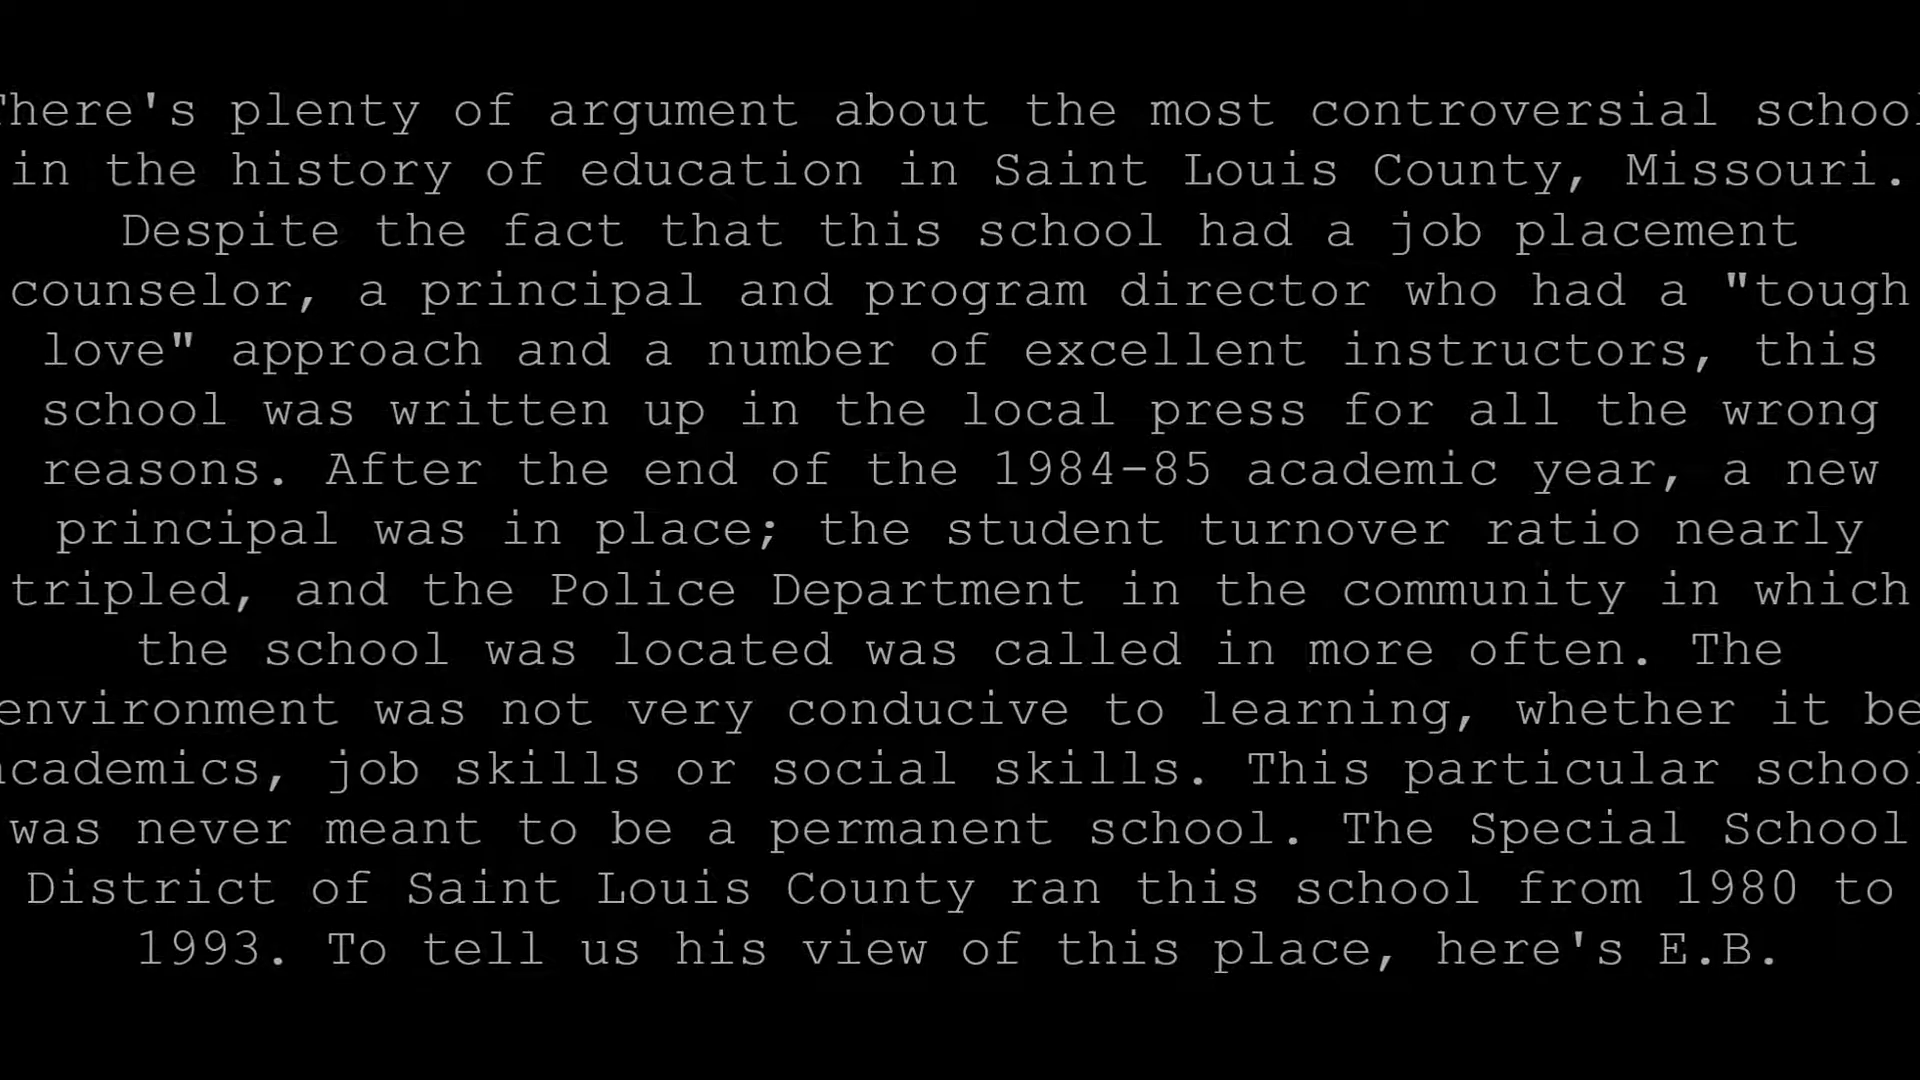 There's plenty of argument about the most controversial school
in the history of education in Saint Louis County, Missouri.
Despite the fact that this school had a job placement
counselor, a principal and program director who had a "tough
love" approach and a number of excellent instructors, this
school was written up in the local press for all the wrong
reasons. After the end of the 1984-85 academic year, a new
principal was in place; the student turnover ratio nearly
tripled, and the Police Department in the community in which
the school was located was called in more often. The
environment was not very conducive to learning, whether it be
academics, job skills or social skills. This particular school
was never meant to be a permanent school. The Special School
District of Saint Louis County ran this school from 1980 to
1993. To tell us his view of this place, here's E.B.